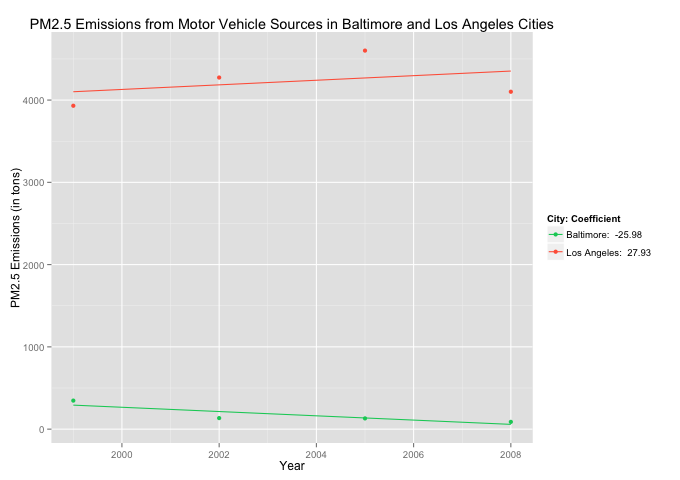 PM2.5 Emissions from Motor Vehicle Sources in Baltimore and Los Angeles Cities
PM2.5 Emissions (in tons)
4000
3000
2000
1000
0
2000 2002 2004 2006 2008
Year
City: Coefficient
Baltimore: -25.98
Los Angeles: 27.93